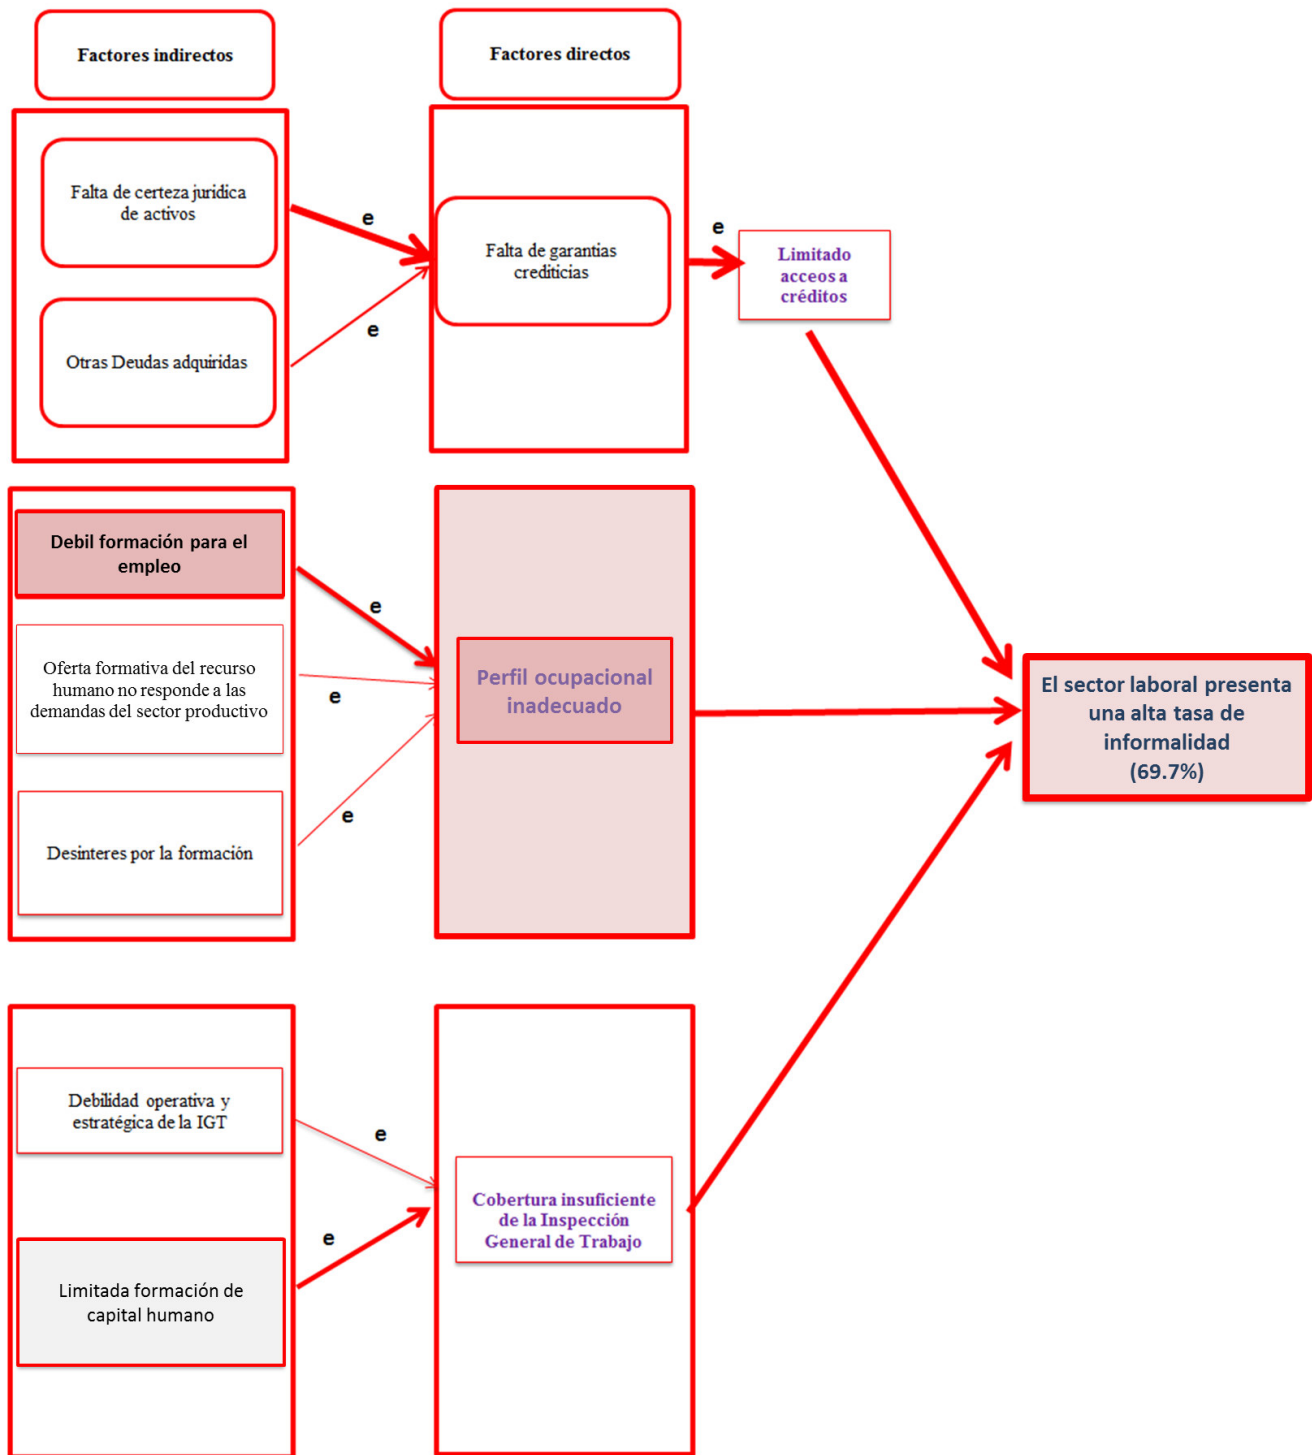 Factores indirectos
Factores directos
Falta de certeza jurídica
de activos
e
Falta de garantías
crediticias
e
Limitado
acceos a
créditos
Otras Deudas adquiridas
e
Debil formación para el
empleo
e
Oferta formativa del recurso
humano no responde a las
demandas del sector productivo
e
Desinteres por la formación
e
Perfil ocupacional
inadecuado
El sector laboral presenta
una alta tasa de
informalidad
(69.7%)
Debilidad operativa y
estratégica de la IGT
e
Limitada formación de
capital humano
e
Cobertura insuficiente
de la Inspección
General de Trabajo